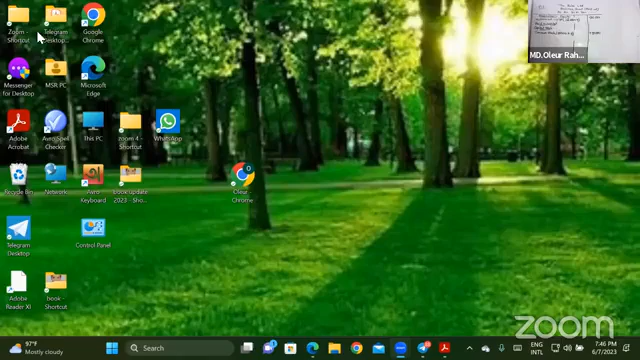 Zoom -
Shortcut
Telegram
Desktop...
Google
Chrome
MD.Oleur Rah...
Messenger
for Desktop
MSR PC
Microsoft
Edge
Adobe
Acrobat
Avro Spell
Checker
This PC
zoom 4 -
Shortcut
WhatsApp
Recycle Bin
Network
Avro
Keyboard
book update
2023 - Sho...
Oleur -
Chrome
Telegram
Desktop
Control Panel
Adobe
Reader XI
book -
Shortcut
zoom
97°F
Mostly cloudy
Search
ENG
INTL
7:46 PM
6/7/2023